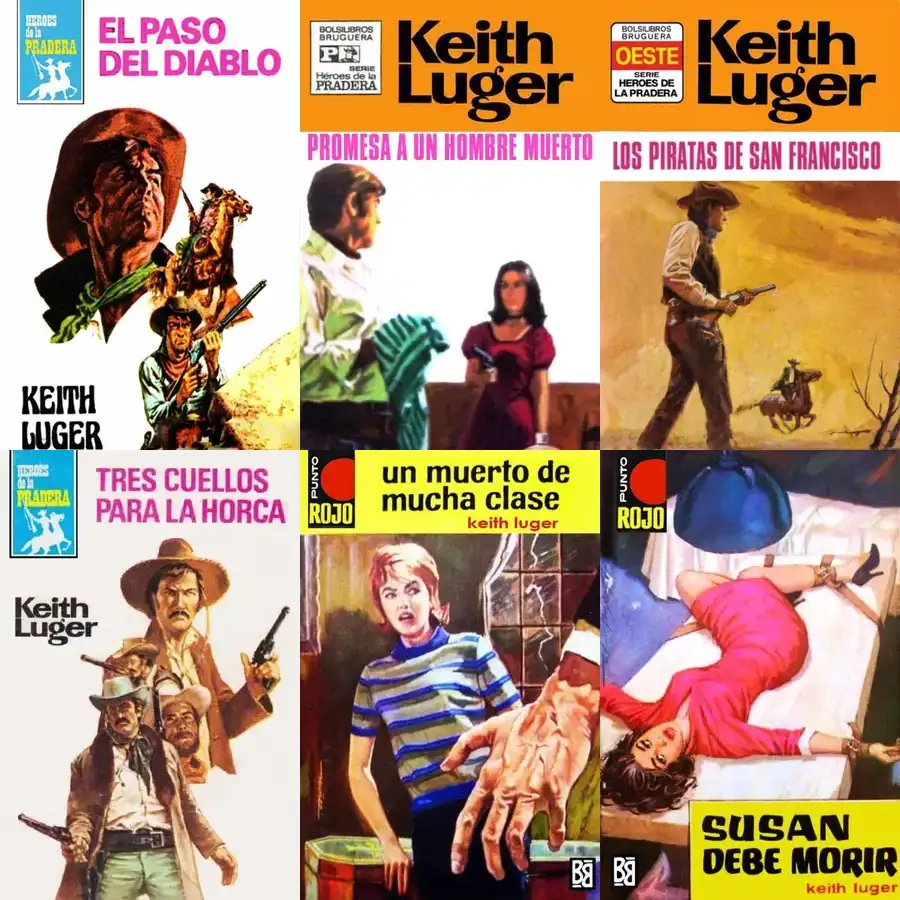 HEROES
de la
PRADERA
EL PASO
DEL DIABLO
KEITH
LUGER
BOLSILIBROS
BRUGUERA
SERIE
Héroes de la
PRADERA
Keith
Luger
PROMESA A UN HOMBRE MUERTO
BOLSILIBROS
BRUGUERA
OESTE
SERIE
HEROES DE
LA PRADERA
Keith
Luger
LOS PIRATAS DE SAN FRANCISCO
HEROES
de la
PRADERA
TRES CUELLOS
PARA LA HORCA
Keith
Luger
PUNTO
ROJO
un muerto de
mucha clase
keith luger
B
PUNTO
ROJO
SUSAN
DEBE MORIR
keith luger
B